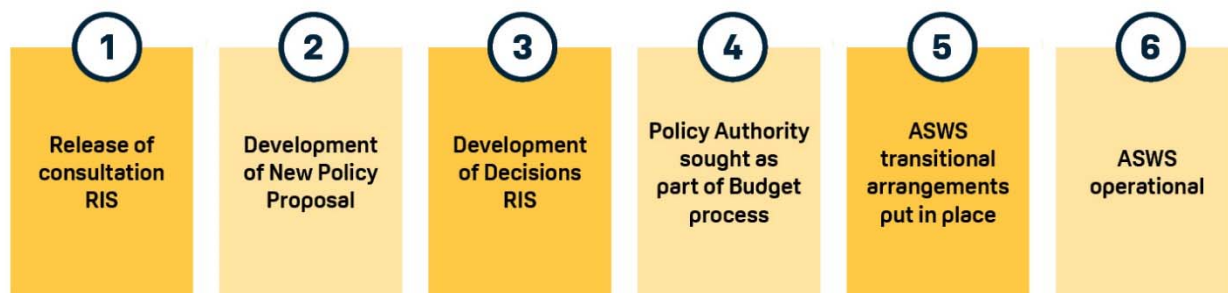 1
Release of
consultation
RIS
2
Development
of New Policy
Proposal
3
Development
of Decisions
RIS
4
Policy Authority
sought as
part of Budget
process
5
ASWS
transitional
arrangements
put in place
6
ASWS
operational